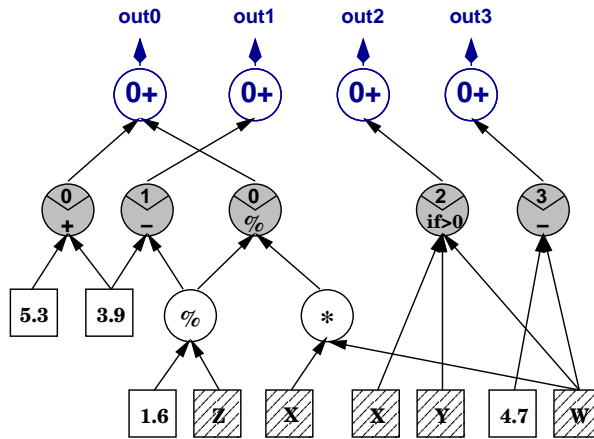 out0 out1 out2 out3
0+ 0+ 0+ 0+
0 1 0 2 3
+ − % if>0 −
5.3 3.9 % *
1.6 Z X X Y 4.7 W